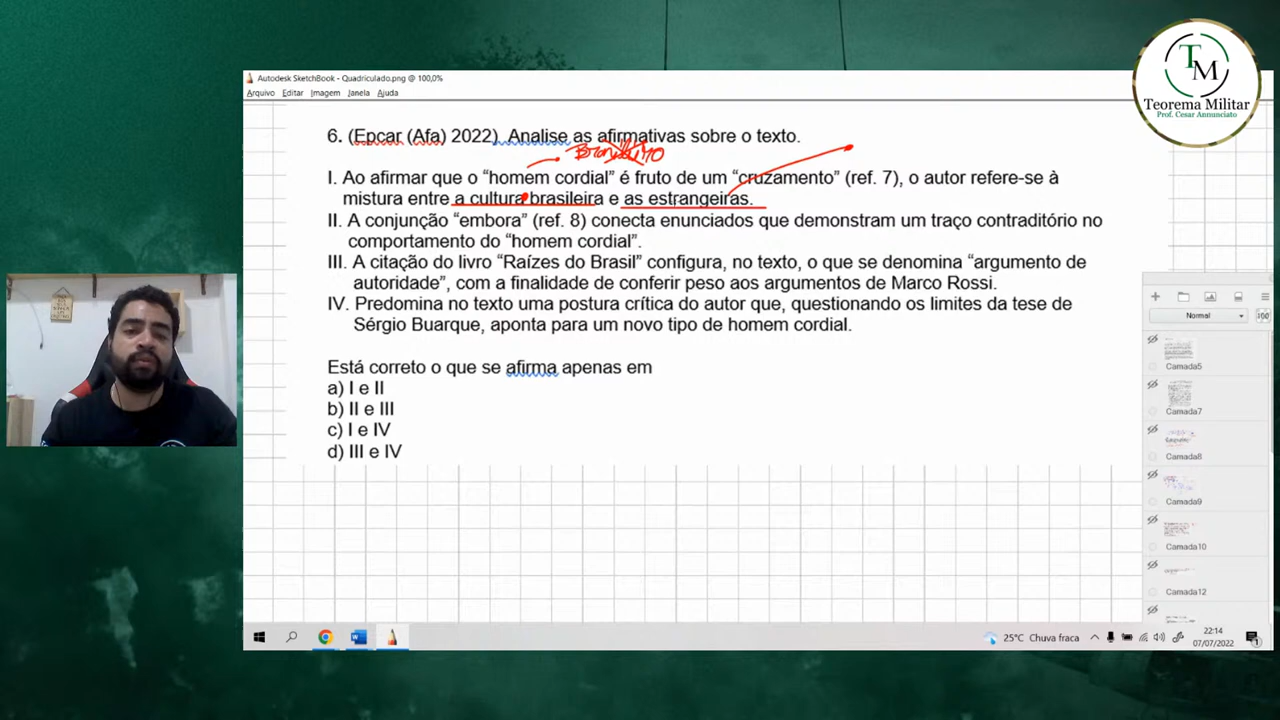 TM
Teorema Militar
Prof. Cesar Annunciato
Autodesk SketchBook - Quadriculado.png @ 100,0%
Arquivo Editar Imagem Janela Ajuda
6. (Epcar (Afa) 2022). Analise as afirmativas sobre o texto.
I. Ao afirmar que o “homem cordial” é fruto de um “cruzamento” (ref. 7), o autor refere-se à
mistura entre a cultura brasileira e as estrangeiras.
II. A conjunção “embora” (ref. 8) conecta enunciados que demonstram um traço contraditório no
comportamento do “homem cordial”.
III. A citação do livro “Raízes do Brasil” configura, no texto, o que se denomina “argumento de
autoridade”, com a finalidade de conferir peso aos argumentos de Marco Rossi.
IV. Predomina no texto uma postura crítica do autor que, questionando os limites da tese de
Sérgio Buarque, aponta para um novo tipo de homem cordial.
Está correto o que se afirma apenas em
a) I e II
b) II e III
c) I e IV
d) III e IV
Normal
100
Camada5
Camada7
Camada8
Camada9
Camada10
Camada12
25°C Chuva fraca
22:14
07/07/2022